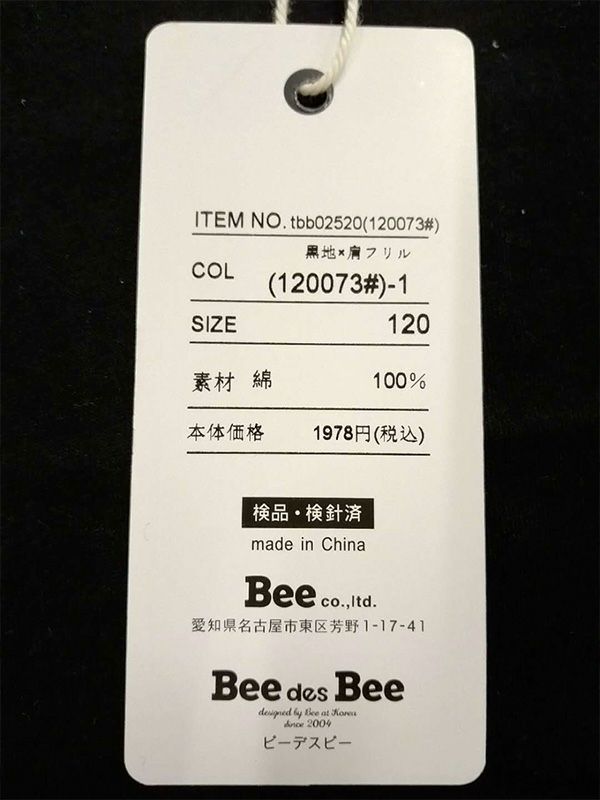 ITEM NO. tbb02520(120073#)
黒地×肩フリル
COL (120073#)-1
SIZE 120
素材 綿 100%
本体価格 1978円(税込)
検品・検針済
made in China
Bee co.,ltd.
愛知県名古屋市東区芳野1-17-41
Bee des Bee
designed by Bee at Korea
since 2004
ビーデスビー